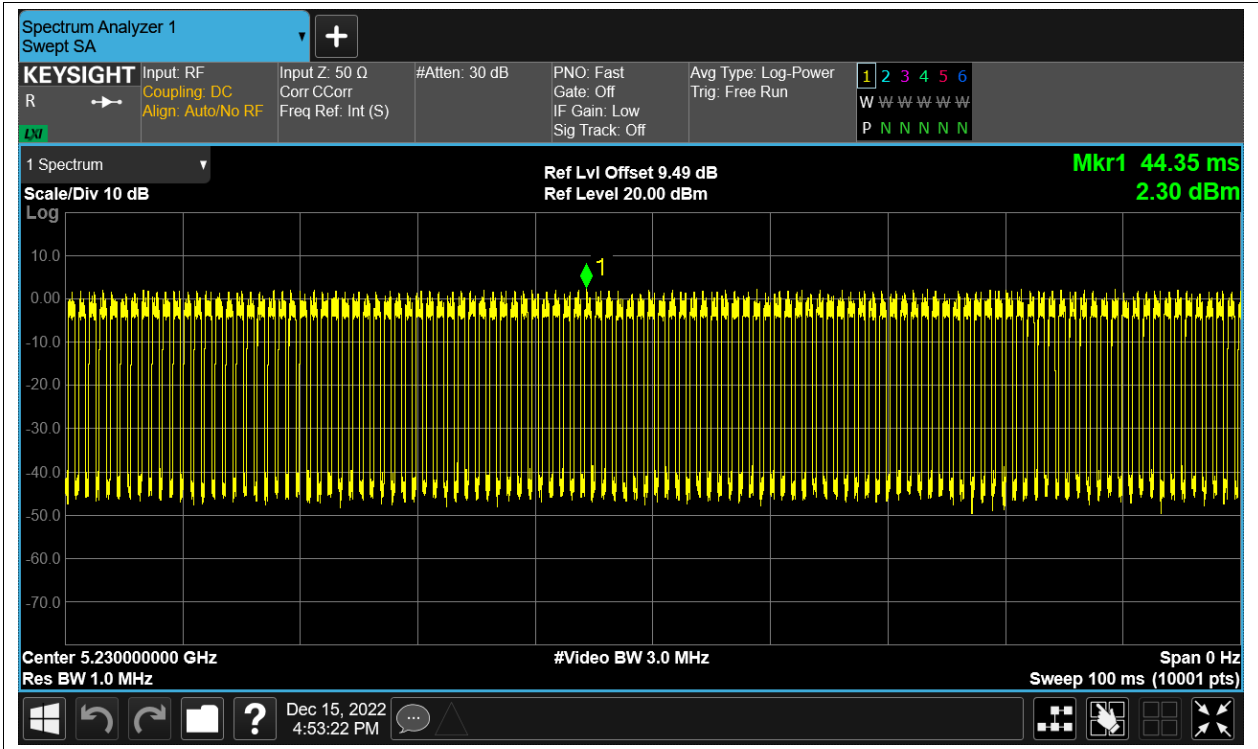 Spectrum Analyzer 1
Swept SA
KEYSIGHT
R
LXI
Input: RF
Coupling: DC
Align: Auto/No RF
Input Z: 50 Ω
Corr CCorr
Freq Ref: Int (S)
#Atten: 30 dB
PNO: Fast
Gate: Off
IF Gain: Low
Sig Track: Off
Avg Type: Log-Power
Trig: Free Run
1 2 3 4 5 6
W W W W W W
P N N N N N
1 Spectrum
Scale/Div 10 dB
Log
Ref Lvl Offset 9.49 dB
Ref Level 20.00 dBm
Mkr1 44.35 ms
2.30 dBm
1
10.0
0.00
-10.0
-20.0
-30.0
-40.0
-50.0
-60.0
-70.0
Center 5.230000000 GHz
Res BW 1.0 MHz
#Video BW 3.0 MHz
Span 0 Hz
Sweep 100 ms (10001 pts)
?
Dec 15, 2022
4:53:22 PM